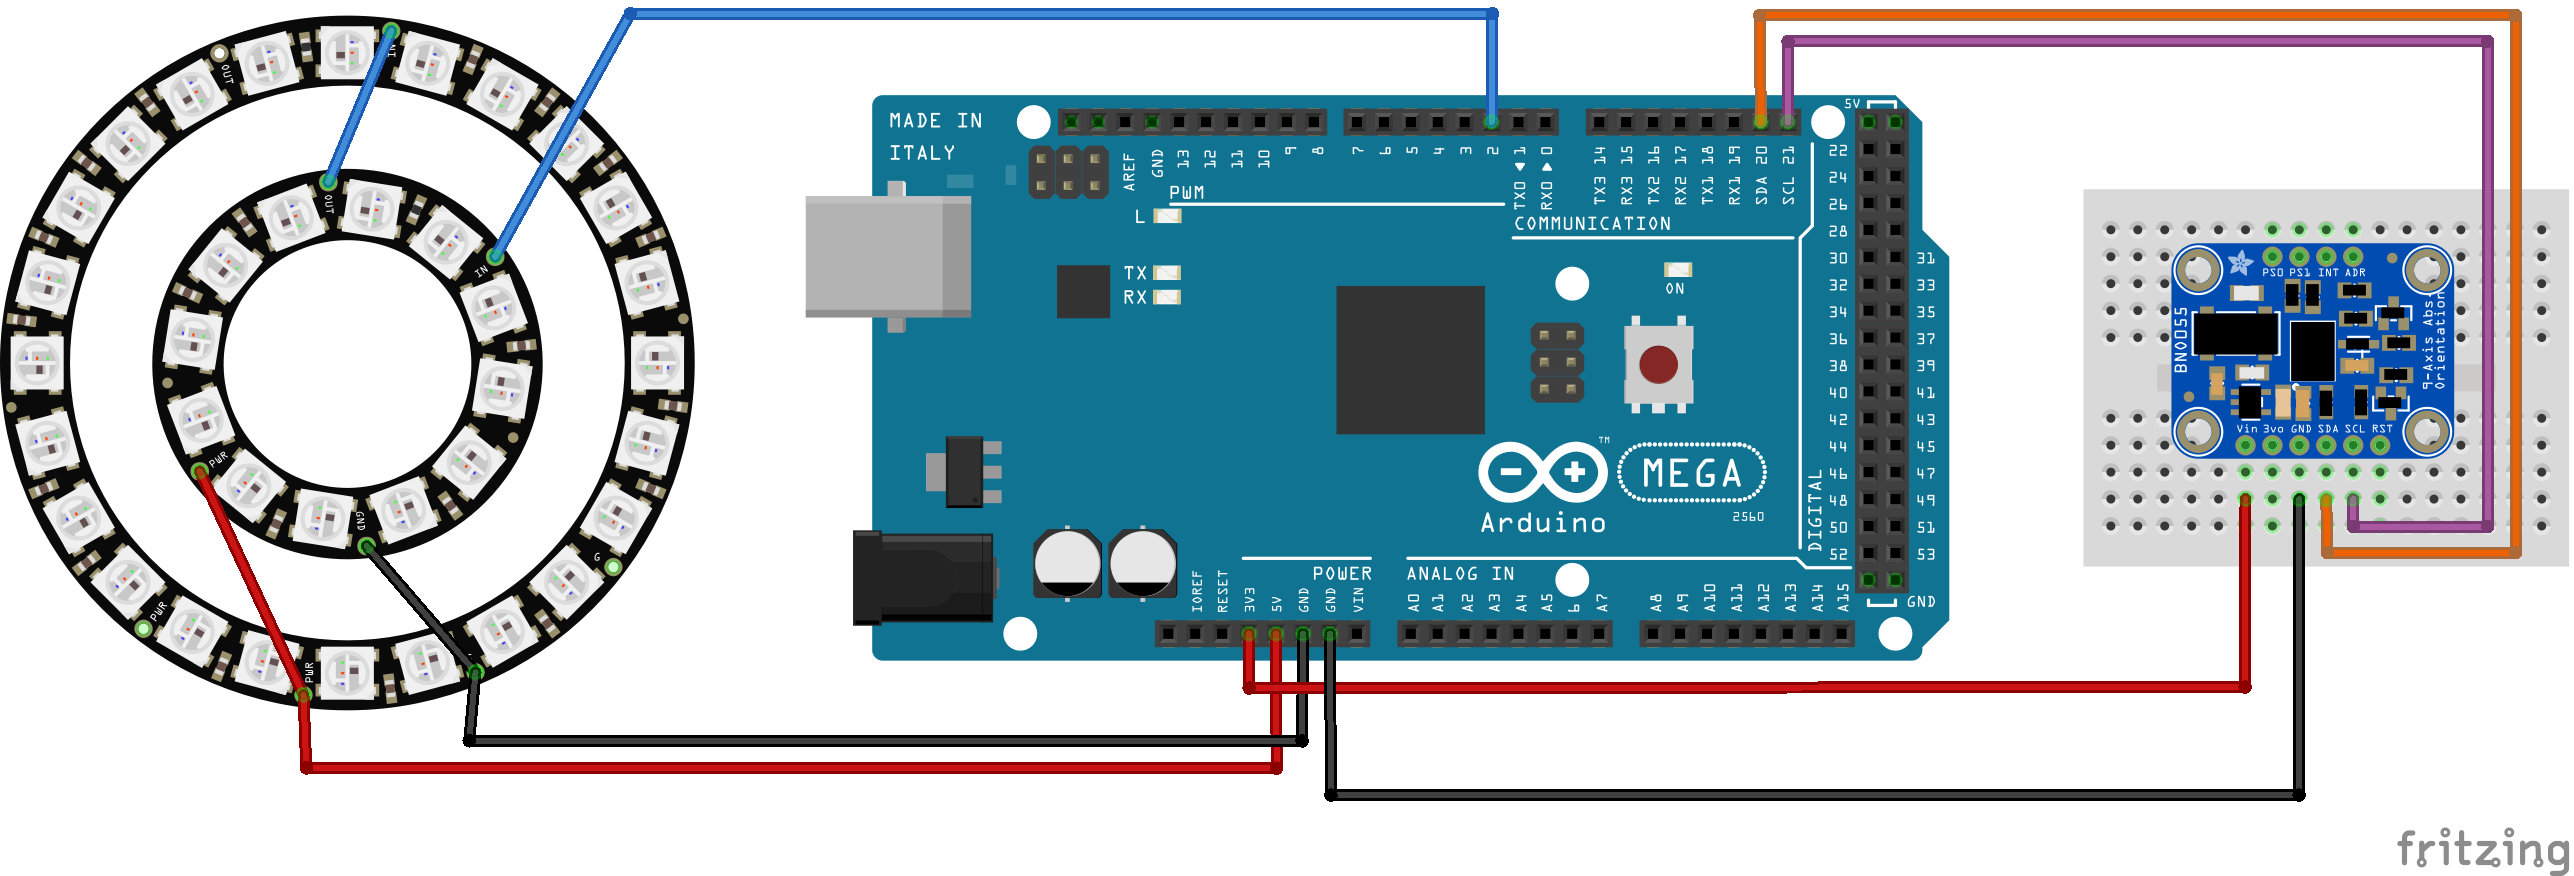 IN
OUT
OUT
IN
PWR
GND
G
PWR
PWR
MADE IN
ITALY
AREF
GND
13
12
11
10
9
8
7
6
5
4
3
2
TX0 ▶ 1
RX0 ◀ 0
TX3 14
RX3 15
TX2 16
RX2 17
TX1 18
RX1 19
SDA 20
SCL 21
PWM
L
COMMUNICATION
TX
RX
ON
5V
22
24
26
28
30 31
32 33
34 35
36 37
38 39
40 41
42 43
44 45
46 47
48 49
50 51
52 53
GND
DIGITAL
TM
MEGA
Arduino
2560
POWER
ANALOG IN
IOREF
RESET
3V3
5V
GND
GND
VIN
A0
A1
A2
A3
A4
A5
6
A7
A8
A9
A10
A11
A12
A13
A14
A15
PS0 PS1 INT ADR
BNO055
9-Axis Abs.
Orientation
Vin 3vo GND SDA SCL RST
fritzing